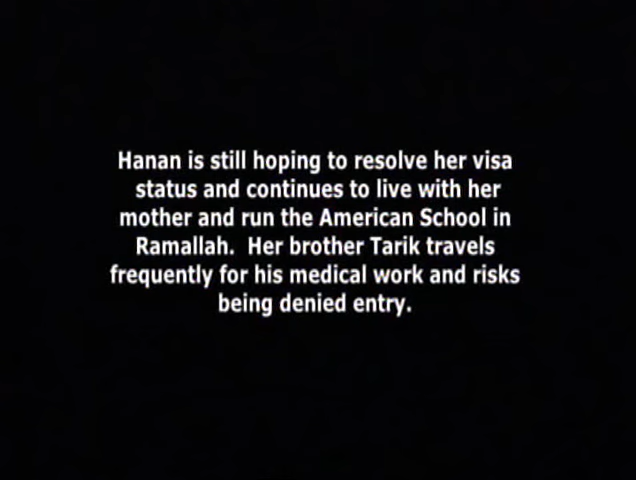 Hanan is still hoping to resolve her visa
status and continues to live with her
mother and run the American School in
Ramallah.  Her brother Tarik travels
frequently for his medical work and risks
being denied entry.